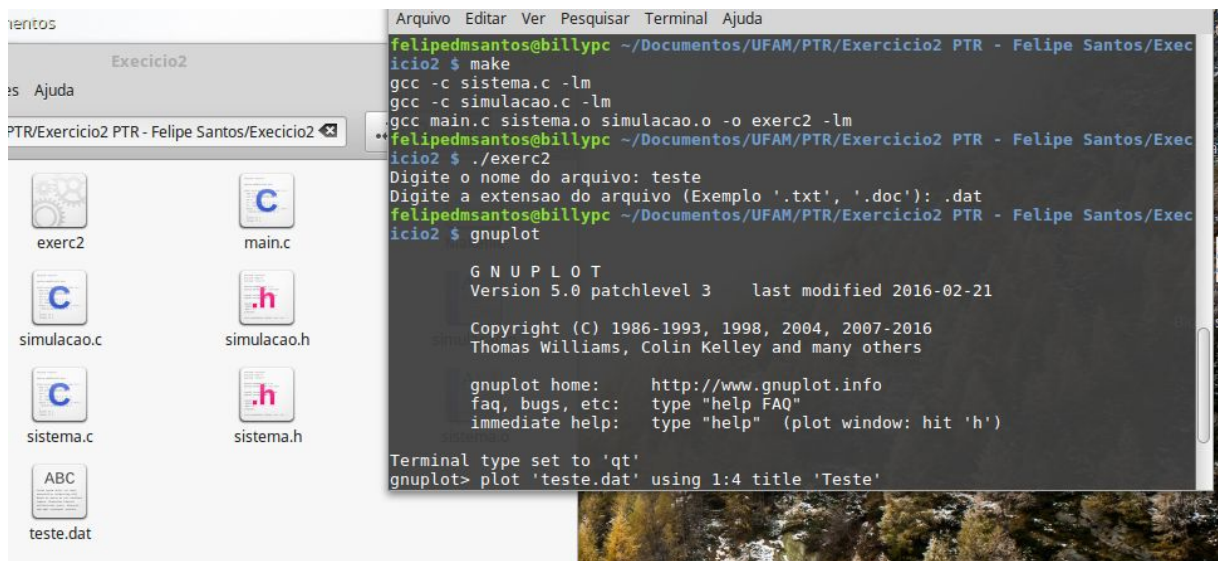 mentos
Execicio2
es Ajuda
PTR/Exercicio2 PTR - Felipe Santos/Execicio2
exerc2
main.c
simulacao.c
simulacao.h
sistema.c
sistema.h
ABC
teste.dat
Arquivo Editar Ver Pesquisar Terminal Ajuda
felipedmsantos@billypc ~/Documentos/UFAM/PTR/Exercicio2 PTR - Felipe Santos/Exec
icio2 $ make
gcc -c sistema.c -lm
gcc -c simulacao.c -lm
gcc main.c sistema.o simulacao.o -o exerc2 -lm
felipedmsantos@billypc ~/Documentos/UFAM/PTR/Exercicio2 PTR - Felipe Santos/Exec
icio2 $ ./exerc2
Digite o nome do arquivo: teste
Digite a extensao do arquivo (Exemplo '.txt', '.doc'): .dat
felipedmsantos@billypc ~/Documentos/UFAM/PTR/Exercicio2 PTR - Felipe Santos/Exec
icio2 $ gnuplot
G N U P L O T
Version 5.0 patchlevel 3 last modified 2016-02-21
Copyright (C) 1986-1993, 1998, 2004, 2007-2016
Thomas Williams, Colin Kelley and many others
gnuplot home: http://www.gnuplot.info
faq, bugs, etc: type "help FAQ"
immediate help: type "help" (plot window: hit 'h')
Terminal type set to 'qt'
gnuplot> plot 'teste.dat' using 1:4 title 'Teste'
C
.h
C
.h